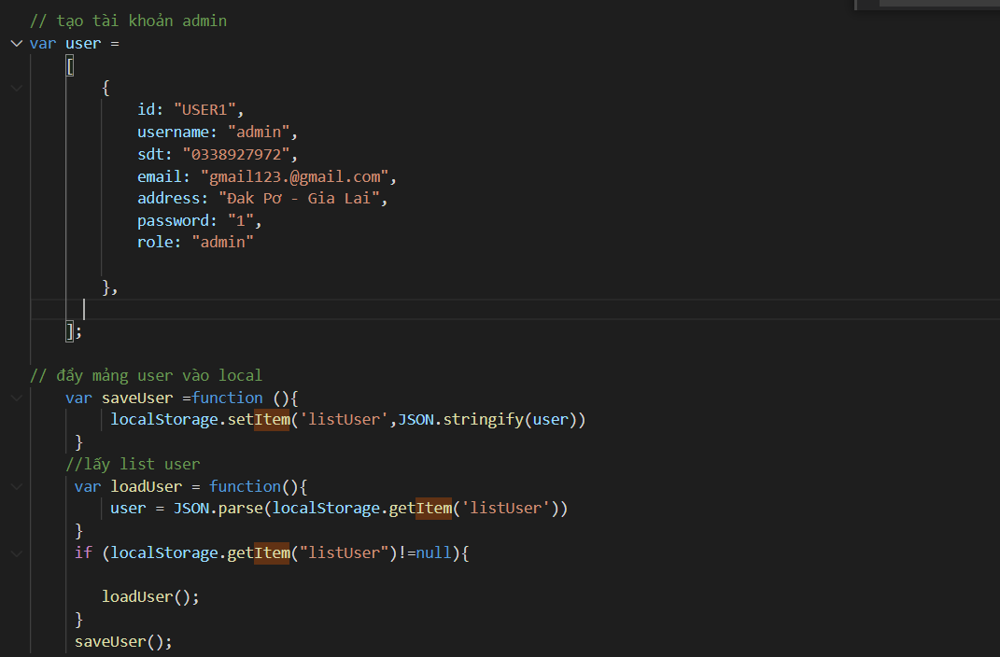 // tạo tài khoản admin
var user =
[
{
id: "USER1",
username: "admin",
sdt: "0338927972",
email: "gmail123.@gmail.com",
address: "Đak Pơ - Gia Lai",
password: "1",
role: "admin"
},
];
// đẩy mảng user vào local
var saveUser =function (){
localStorage.setItem('listUser',JSON.stringify(user))
}
//lấy list user
var loadUser = function(){
user = JSON.parse(localStorage.getItem('listUser'))
}
if (localStorage.getItem("listUser")!=null){
loadUser();
}
saveUser();